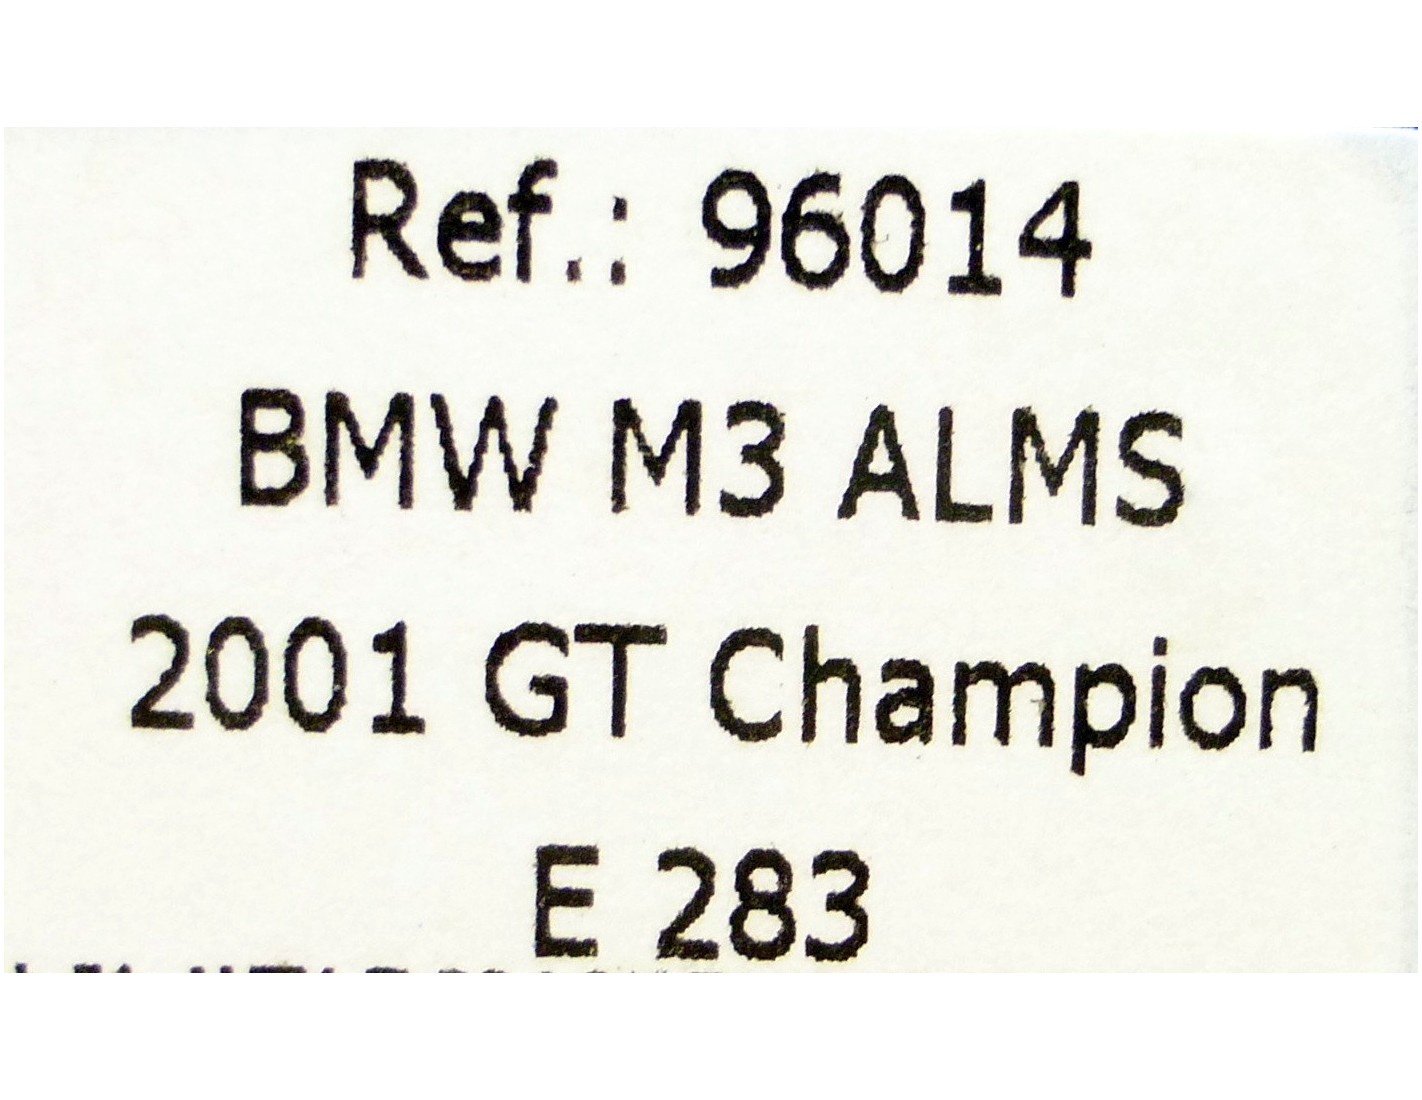 Ref.: 96014
BMW M3 ALMS
2001 GT Champion
E 283